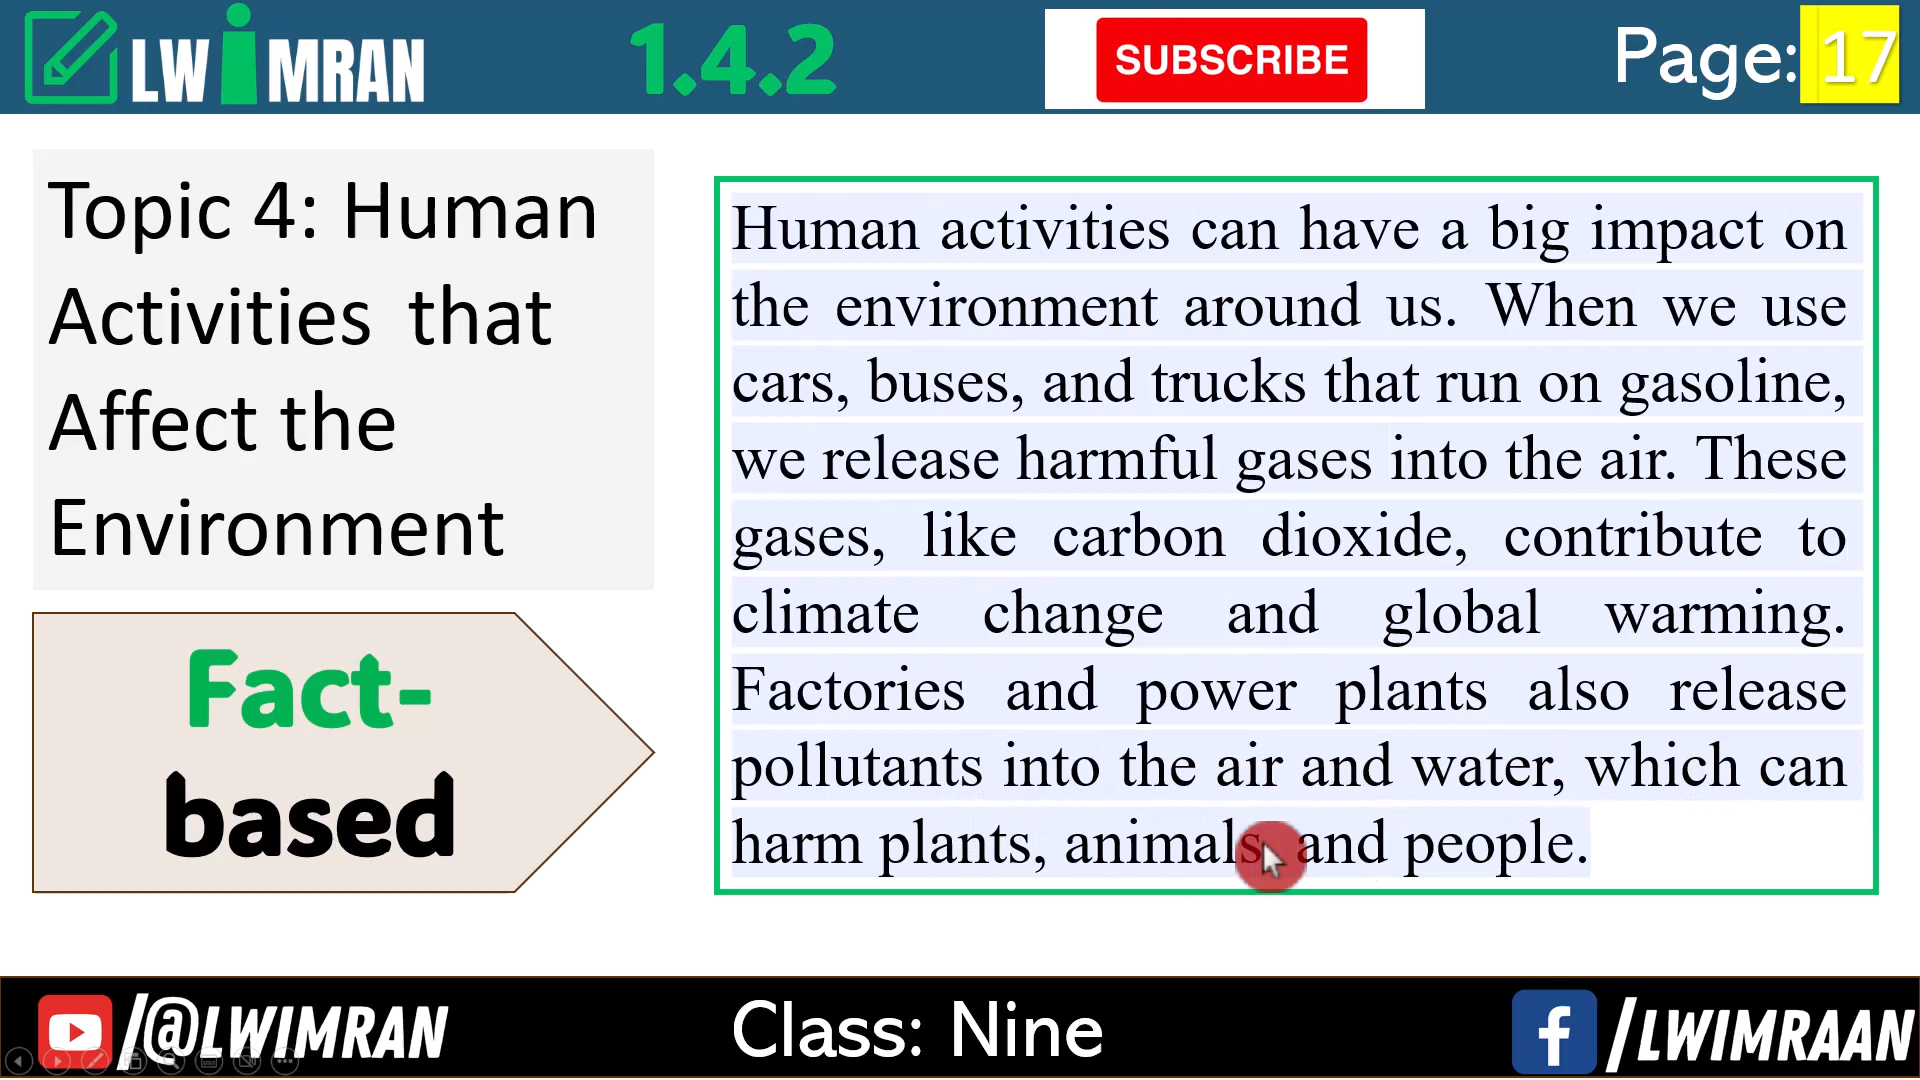 LWiMRAN
1.4.2
SUBSCRIBE
Page: 17
Topic 4: Human
Activities that
Affect the
Environment
Fact-
based
Human activities can have a big impact on
the environment around us. When we use
cars, buses, and trucks that run on gasoline,
we release harmful gases into the air. These
gases, like carbon dioxide, contribute to
climate change and global warming.
Factories and power plants also release
pollutants into the air and water, which can
harm plants, animals, and people.
/@LWIMRAN
Class: Nine
f /LWIMRAAN